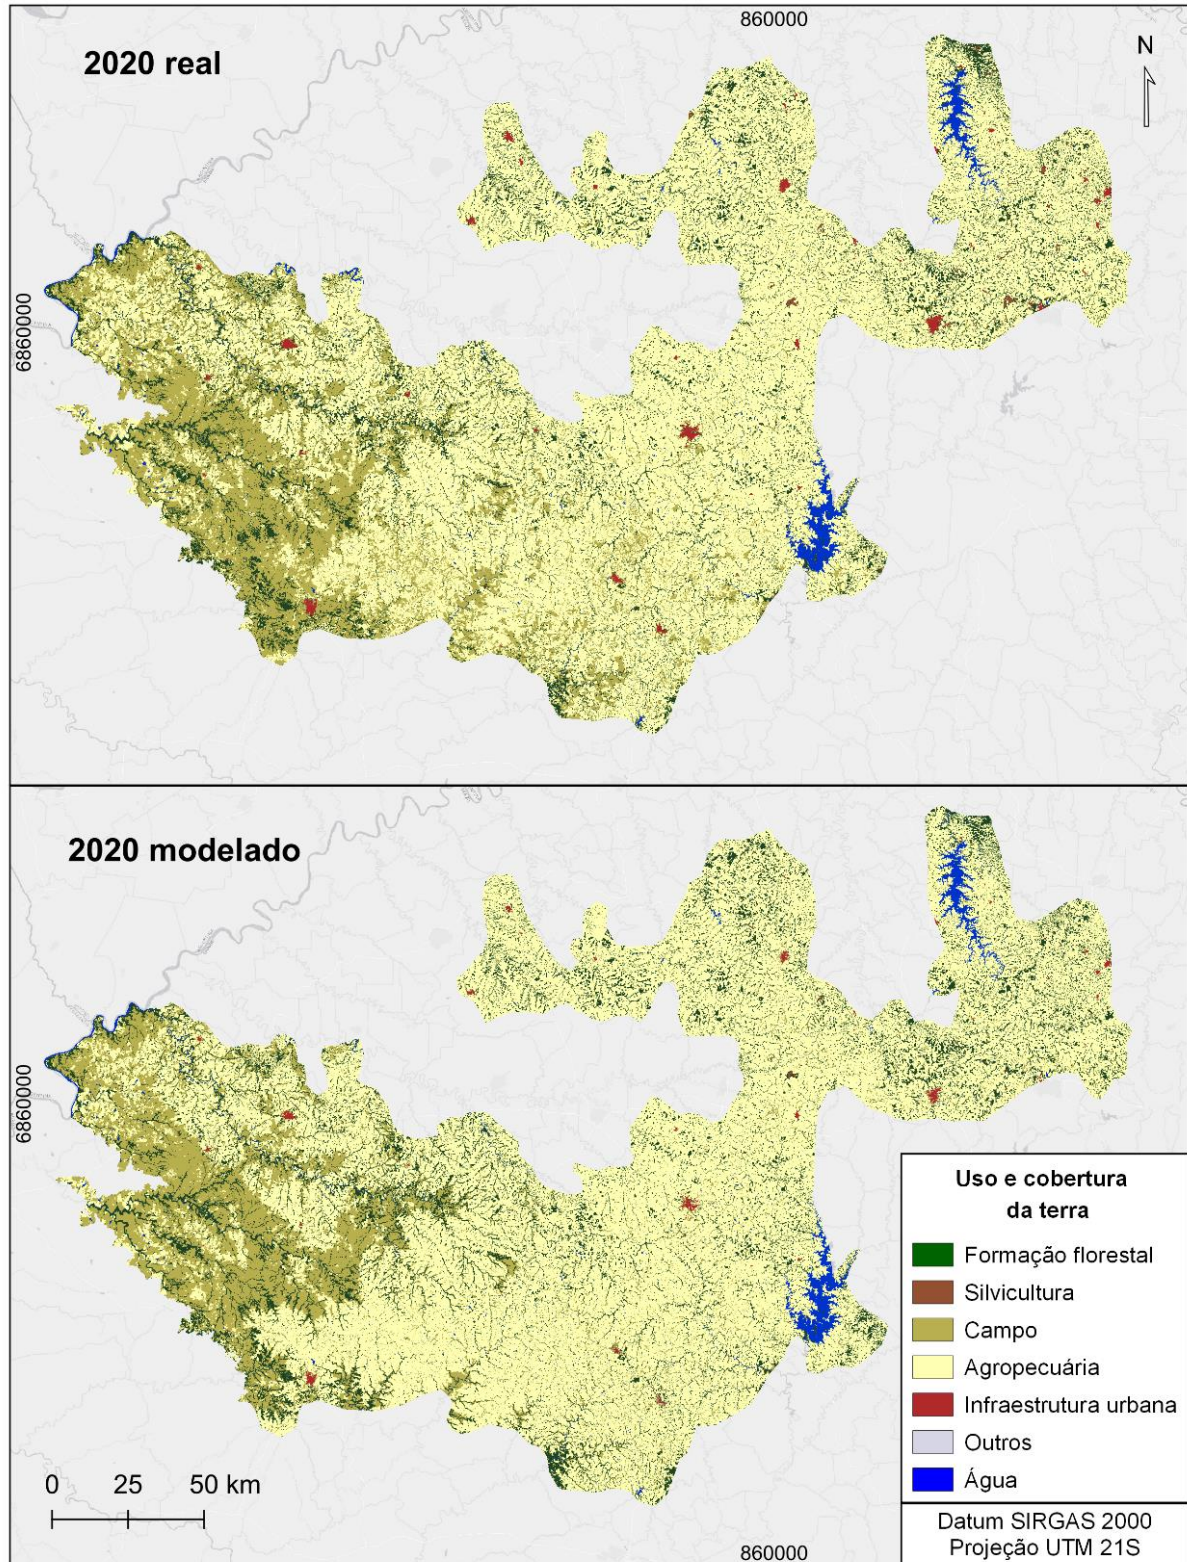 860000
2020 real
N
6860000
2020 modelado
6860000
Uso e cobertura
da terra
Formação florestal
Silvicultura
Campo
Agropecuária
Infraestrutura urbana
Outros
Água
0 25 50 km
Datum SIRGAS 2000
Projeção UTM 21S
860000